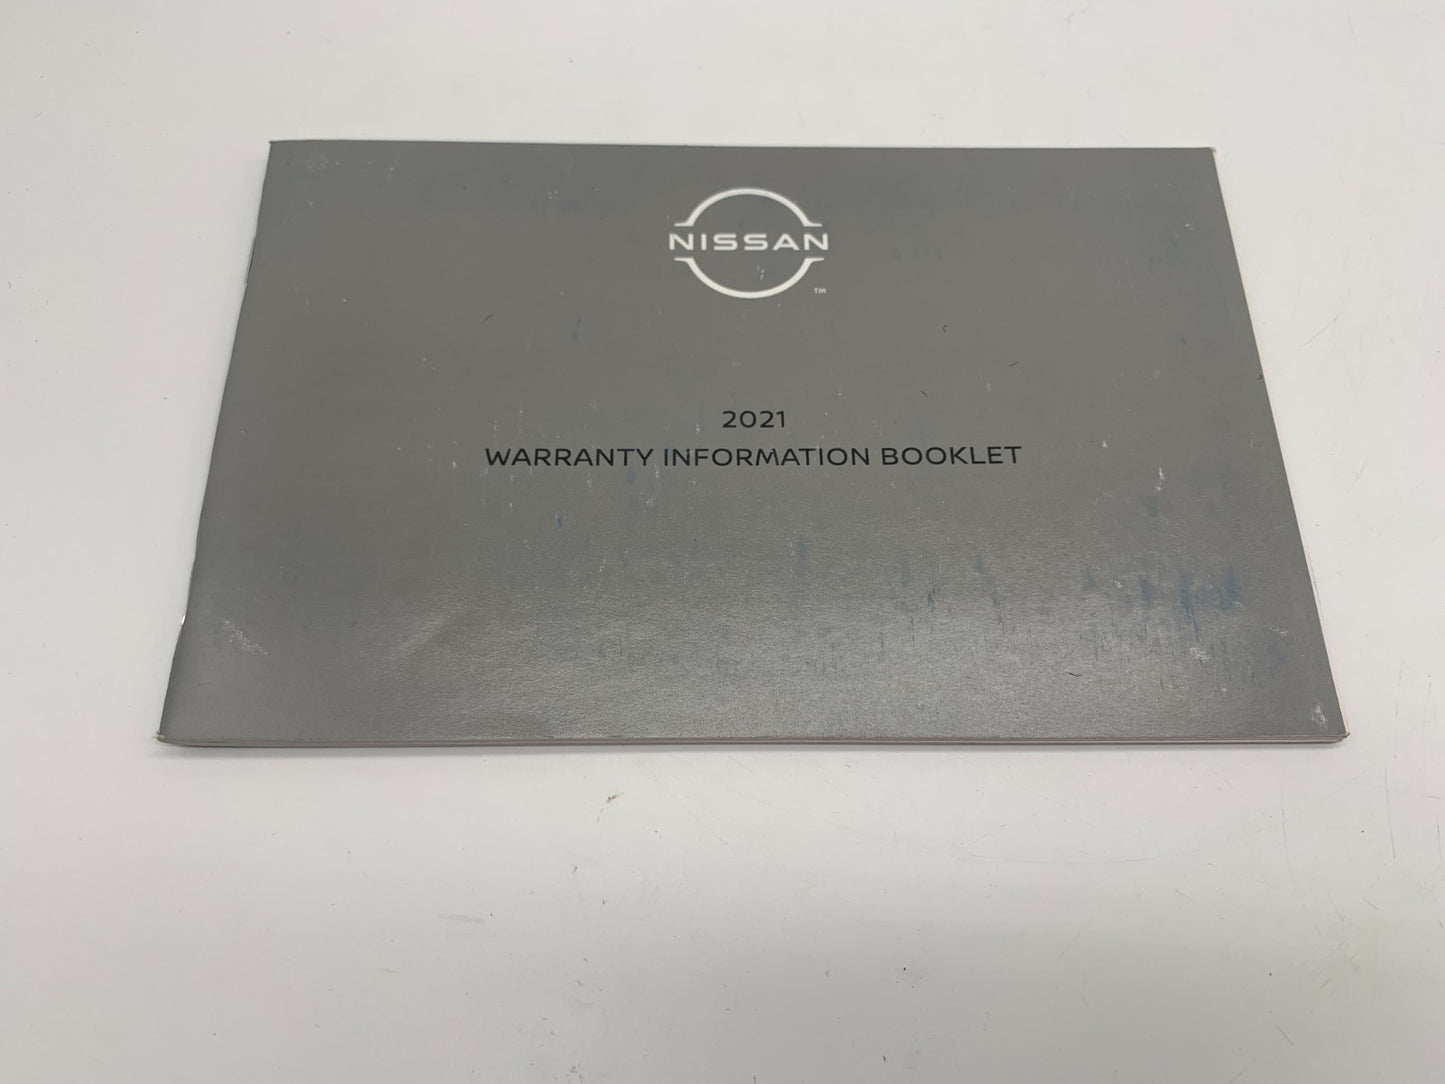 NISSAN
TM
2021
WARRANTY INFORMATION BOOKLET